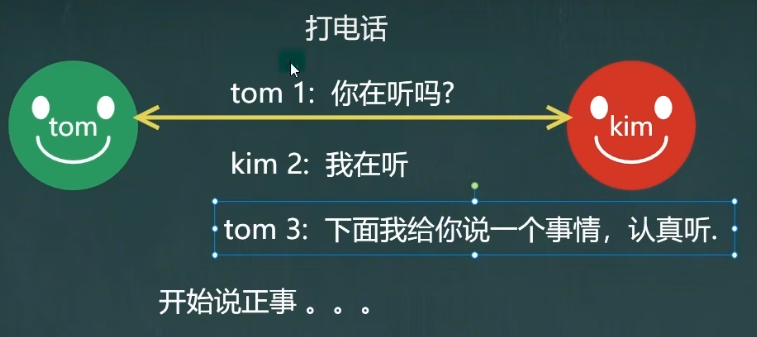 打电话
tom 1: 你在听吗?
tom
kim
kim 2: 我在听
tom 3: 下面我给你说一个事情，认真听.
开始说正事 。。。